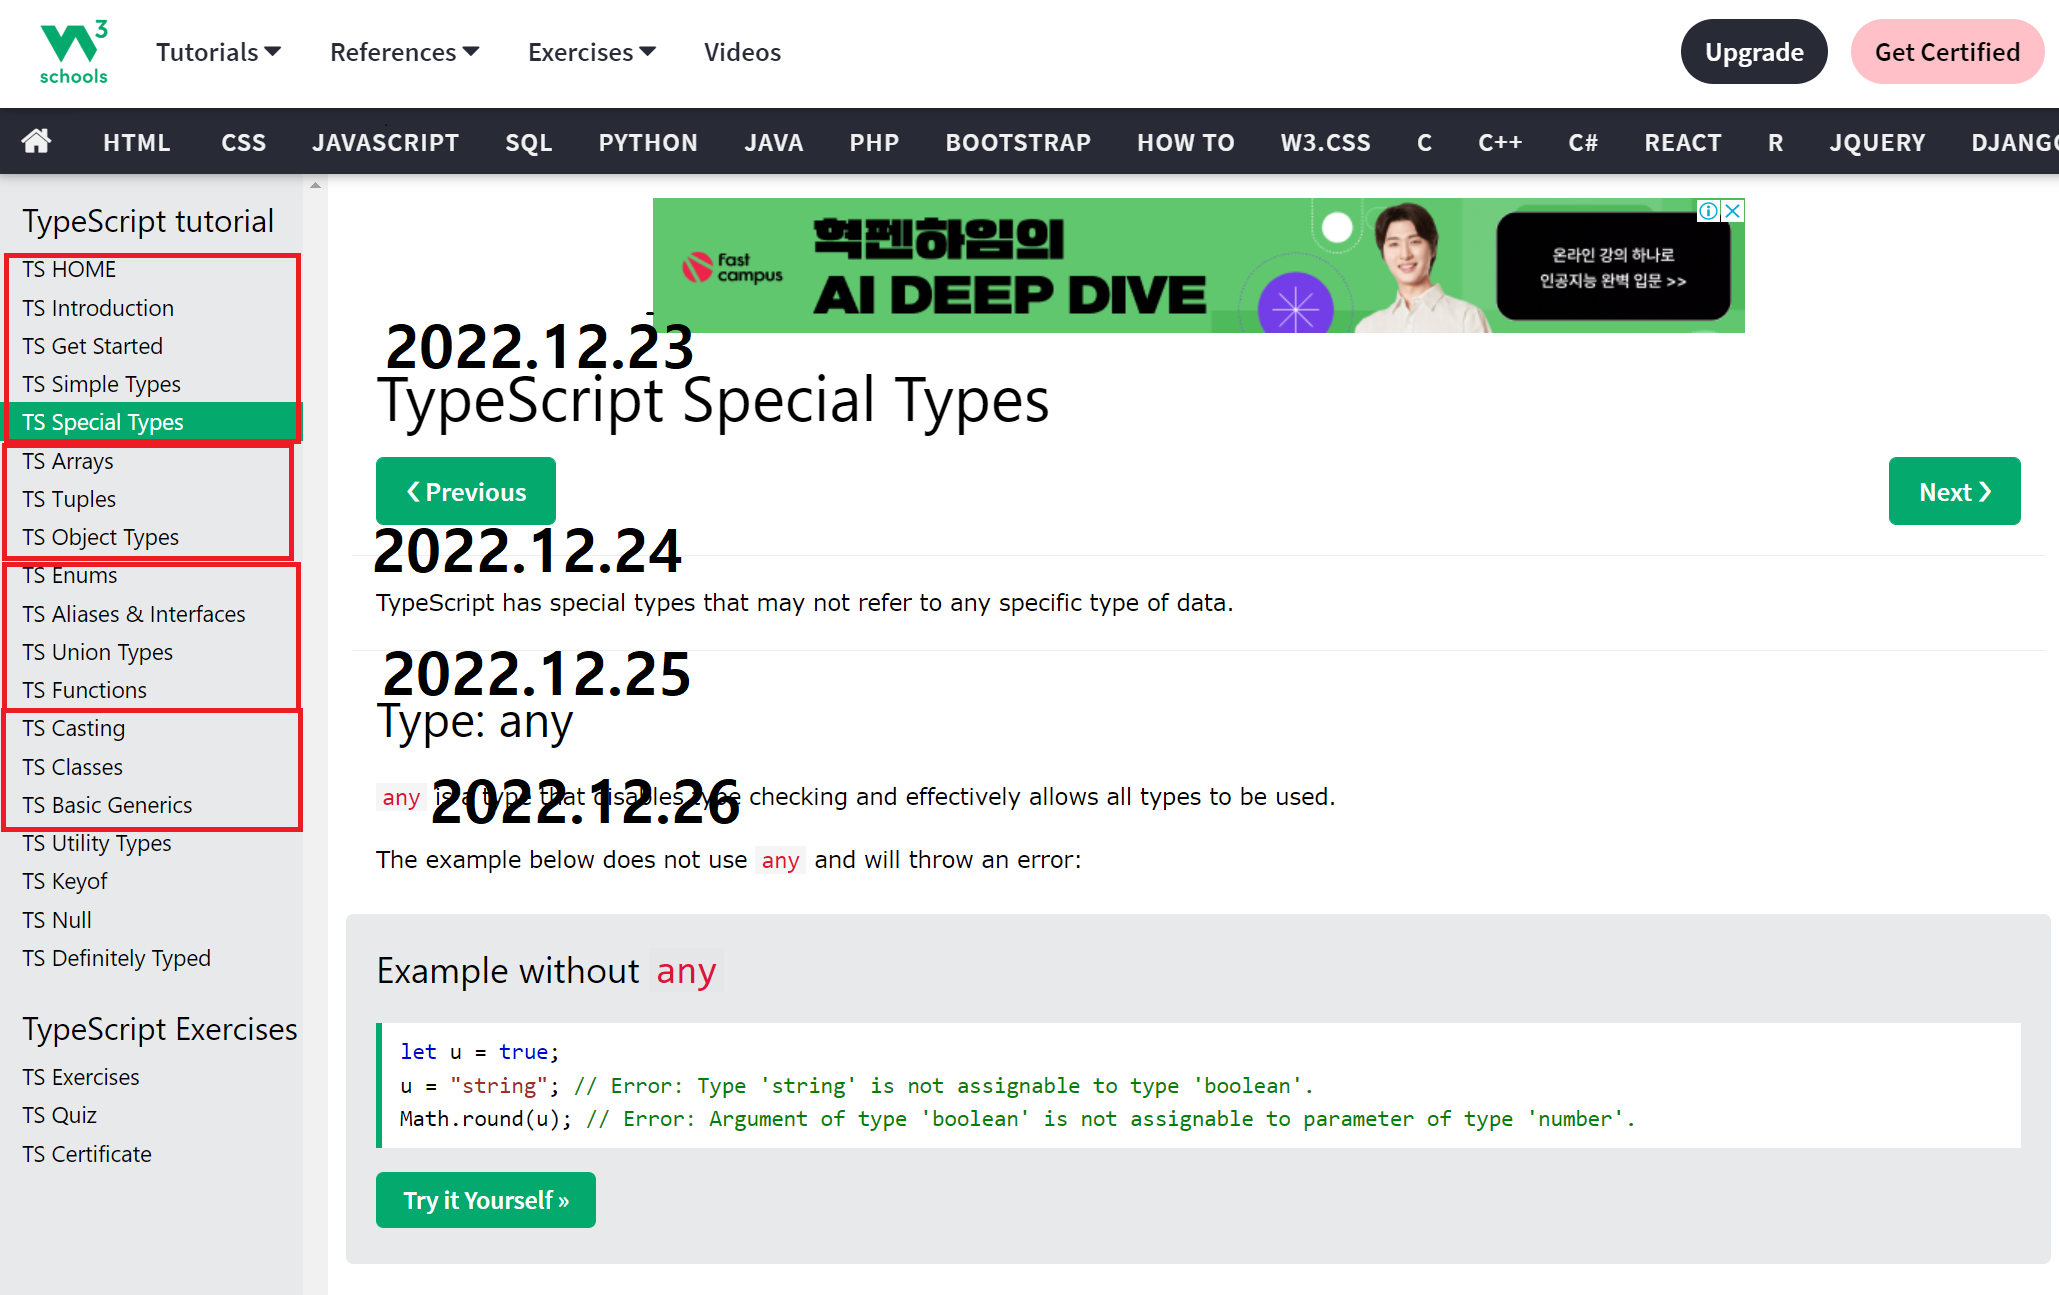 W3
schools
Tutorials
References
Exercises
Videos
Upgrade
Get Certified
HTML
CSS
JAVASCRIPT
SQL
PYTHON
JAVA
PHP
BOOTSTRAP
HOW TO
W3.CSS
C
C++
C#
REACT
R
JQUERY
DJANGO
TypeScript tutorial
TS HOME
TS Introduction
TS Get Started
TS Simple Types
TS Special Types
TS Arrays
TS Tuples
TS Object Types
TS Enums
TS Aliases & Interfaces
TS Union Types
TS Functions
TS Casting
TS Classes
TS Basic Generics
TS Utility Types
TS Keyof
TS Null
TS Definitely Typed
TypeScript Exercises
TS Exercises
TS Quiz
TS Certificate
Fast
campus
혁펜하임의
AI DEEP DIVE
온라인 강의 하나로
인공지능 완벽 입문 >>
2022.12.23
TypeScript Special Types
❮ Previous
Next ❯
2022.12.24
TypeScript has special types that may not refer to any specific type of data.
2022.12.25
Type: any
2022.12.26
any is a type that disables type checking and effectively allows all types to be used.
The example below does not use any and will throw an error:
Example without any
let u = true;
u = "string"; // Error: Type 'string' is not assignable to type 'boolean'.
Math.round(u); // Error: Argument of type 'boolean' is not assignable to parameter of type 'number'.
Try it Yourself »